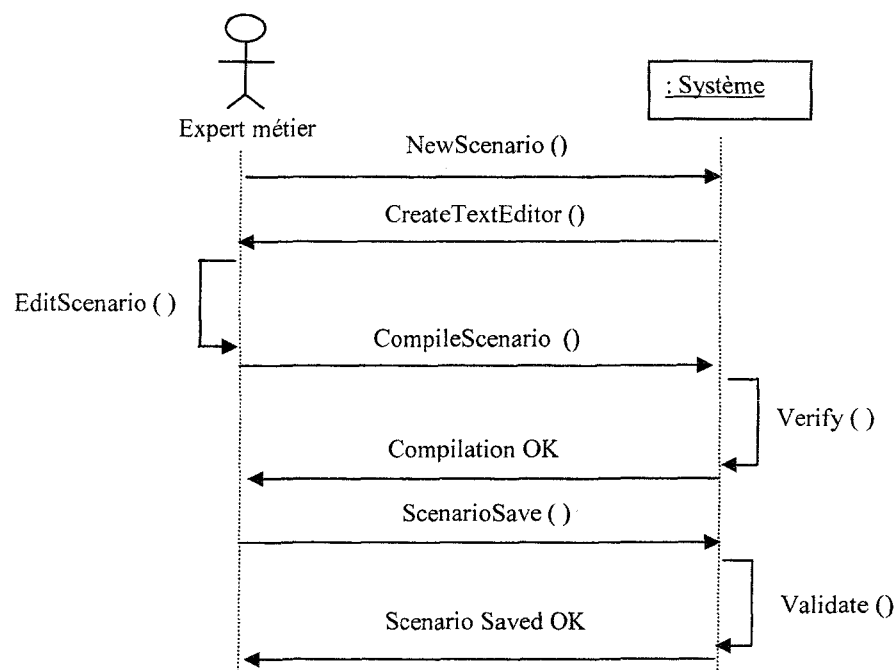 : Système
Expert métier
NewScenario ()
CreateTextEditor ()
EditScenario ( )
CompileScenario ()
Verify ( )
Compilation OK
ScenarioSave ( )
Validate ()
Scenario Saved OK